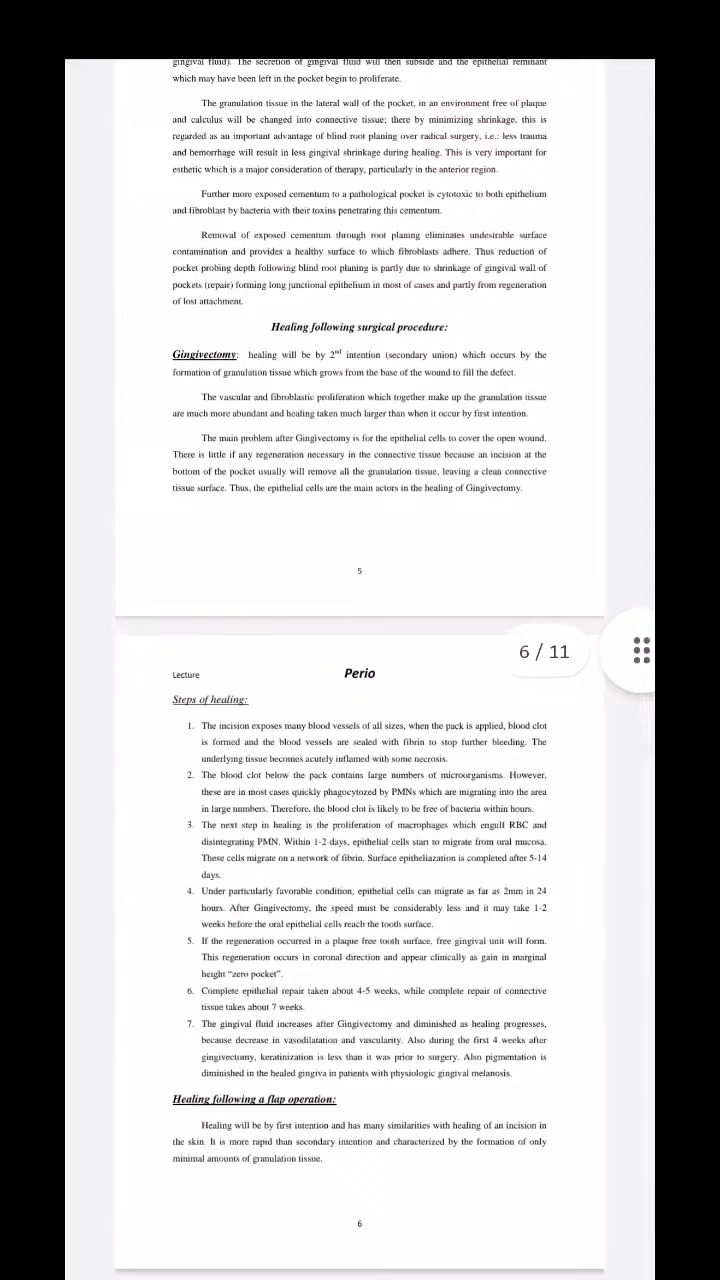 gingival fluid). The secretion of gingival fluid will then subside and the epithelial reminant
which may have been left in the pocket begin to proliferate.
The granulation tissue in the lateral wall of the pocket, in an environment free of plaque
and calculus will be changed into connective tissue; there by minimizing shrinkage, this is
regarded as an important advantage of blind root planing over radical surgery, i.e.: less trauma
and hemorrhage will result in less gingival shrinkage during healing. This is very important for
esthetic which is a major consideration of therapy, particularly in the anterior region.
Further more exposed cementum to a pathological pocket is cytotoxic to both epithelium
and fibroblast by bacteria with their toxins penetrating this cementum.
Removal of exposed cementum through root planing eliminates undesirable surface
contamination and provides a healthy surface to which fibroblasts adhere. Thus reduction of
pocket probing depth following blind root planing is partly due to shrinkage of gingival wall of
pockets (repair) forming long junctional epithelium in most of cases and partly from regeneration
of lost attachment.
Healing following surgical procedure:
Gingivectomy: healing will be by 2nd intention (secondary union) which occurs by the
formation of granulation tissue which grows from the base of the wound to fill the defect.
The vascular and fibroblastic proliferation which together make up the granulation tissue
are much more abundant and healing taken much larger than when it occur by first intention.
The main problem after Gingivectomy is for the epithelial cells to cover the open wound.
There is little if any regeneration necessary in the connective tissue because an incision at the
bottom of the pocket usually will remove all the granulation tissue, leaving a clean connective
tissue surface. Thus, the epithelial cells are the main actors in the healing of Gingivectomy.
5
6 / 11
Lecture Perio
Steps of healing:
1. The incision exposes many blood vessels of all sizes, when the pack is applied, blood clot
is formed and the blood vessels are sealed with fibrin to stop further bleeding. The
underlying tissue becomes acutely inflamed with some necrosis.
2. The blood clot below the pack contains large numbers of microorganisms. However,
these are in most cases quickly phagocytozed by PMNs which are migrating into the area
in large numbers. Therefore, the blood clot is likely to be free of bacteria within hours.
3. The next step in healing is the proliferation of macrophages which engulf RBC and
disintegrating PMN. Within 1-2 days, epithelial cells start to migrate from oral mucosa.
These cells migrate on a network of fibrin. Surface epitheliazation is completed after 5-14
days.
4. Under particularly favorable condition, epithelial cells can migrate as far as 2mm in 24
hours. After Gingivectomy, the speed must be considerably less and it may take 1-2
weeks before the oral epithelial cells reach the tooth surface.
5. If the regeneration occurred in a plaque free tooth surface, free gingival unit will form.
This regeneration occurs in coronal direction and appear clinically as gain in marginal
height “zero pocket”.
6. Complete epithelial repair taken about 4-5 weeks, while complete repair of connective
tissue takes about 7 weeks.
7. The gingival fluid increases after Gingivectomy and diminished as healing progresses,
because decrease in vasodilatation and vascularity. Also during the first 4 weeks after
gingivectomy, keratinization is less than it was prior to surgery. Also pigmentation is
diminished in the healed gingiva in patients with physiologic gingival melanosis.
Healing following a flap operation:
Healing will be by first intention and has many similarities with healing of an incision in
the skin. It is more rapid than secondary intention and characterized by the formation of only
minimal amounts of granulation tissue.
6